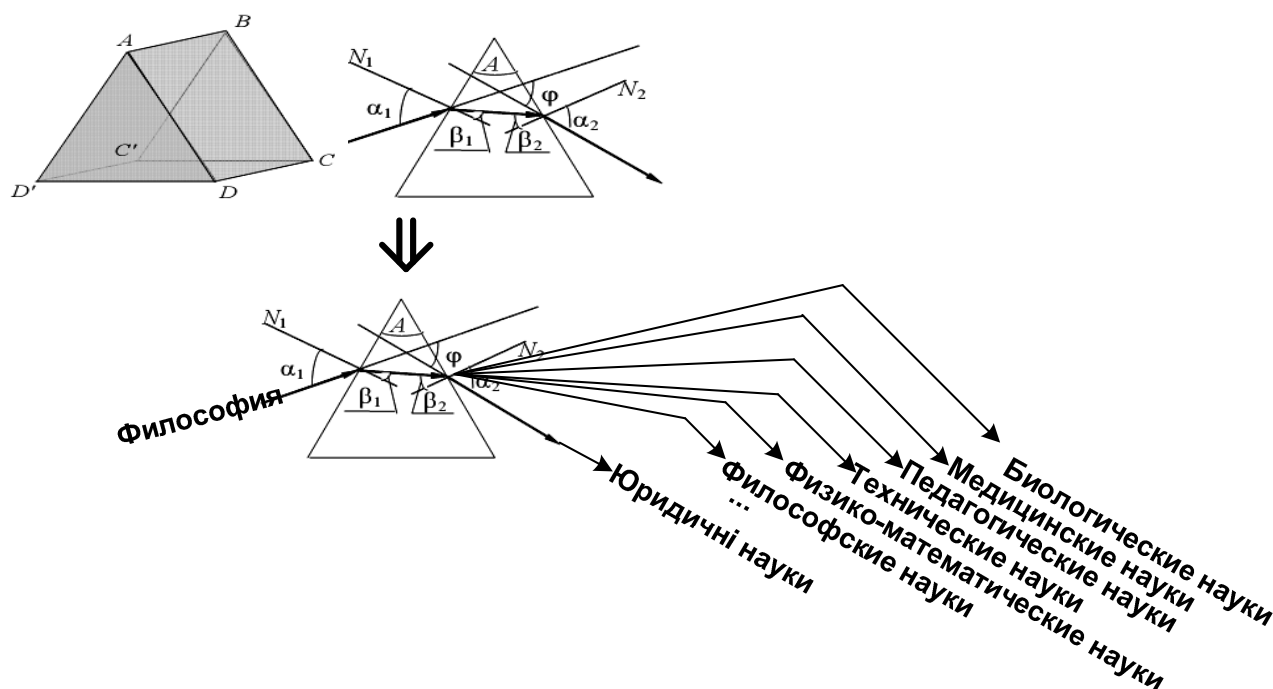 B
A
C'
C
D'
D
N₁
A
φ
N₂
α₁
α₂
β₁
β₂
N₁
A
φ
N₂
α₁
α₂
β₁
β₂
Философия
Биологические науки
Медицинские науки
Педагогические науки
Технические науки
Физико-математические науки
Философские науки
...
Юридичні науки